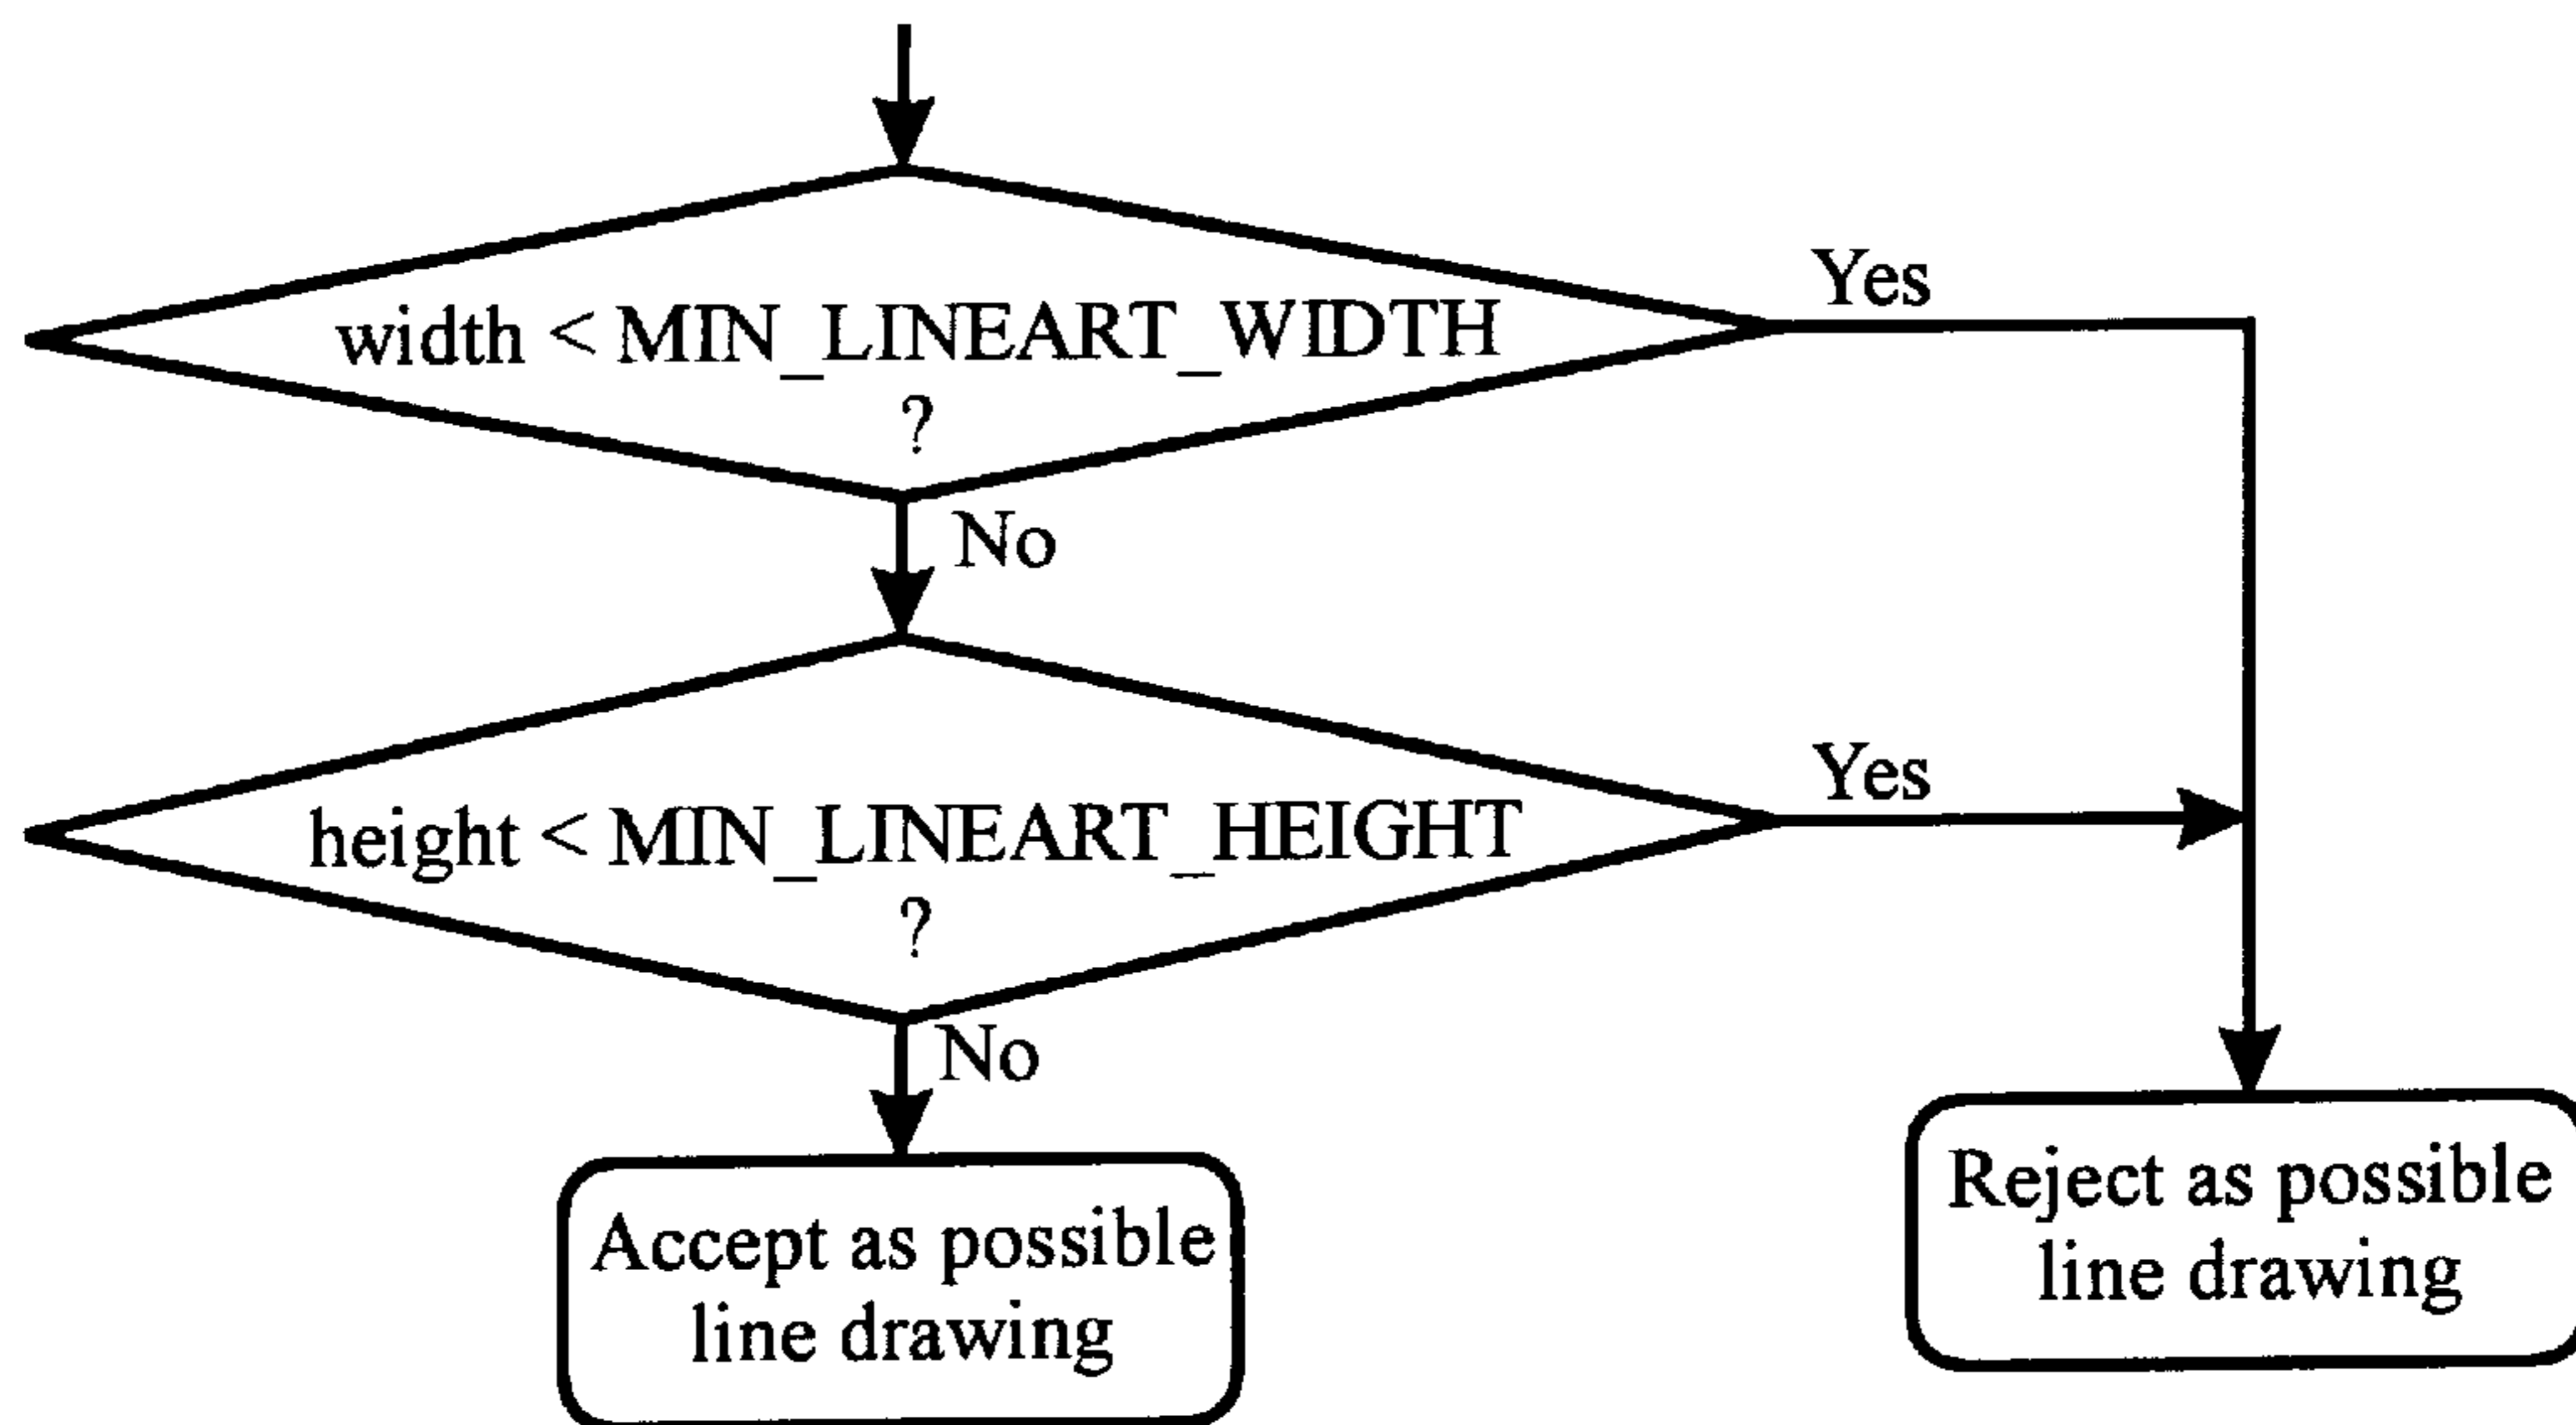 width < MIN_LINEART_WIDTH
?
Yes
No
height < MIN_LINEART_HEIGHT
?
Yes
No
Accept as possible
line drawing
Reject as possible
line drawing